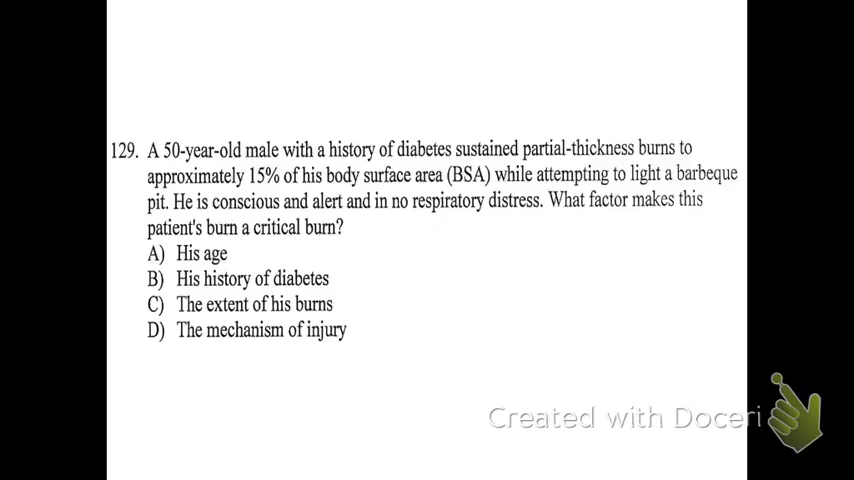 129. A 50-year-old male with a history of diabetes sustained partial-thickness burns to
approximately 15% of his body surface area (BSA) while attempting to light a barbeque
pit. He is conscious and alert and in no respiratory distress. What factor makes this
patient's burn a critical burn?
A) His age
B) His history of diabetes
C) The extent of his burns
D) The mechanism of injury
Created with Doceri